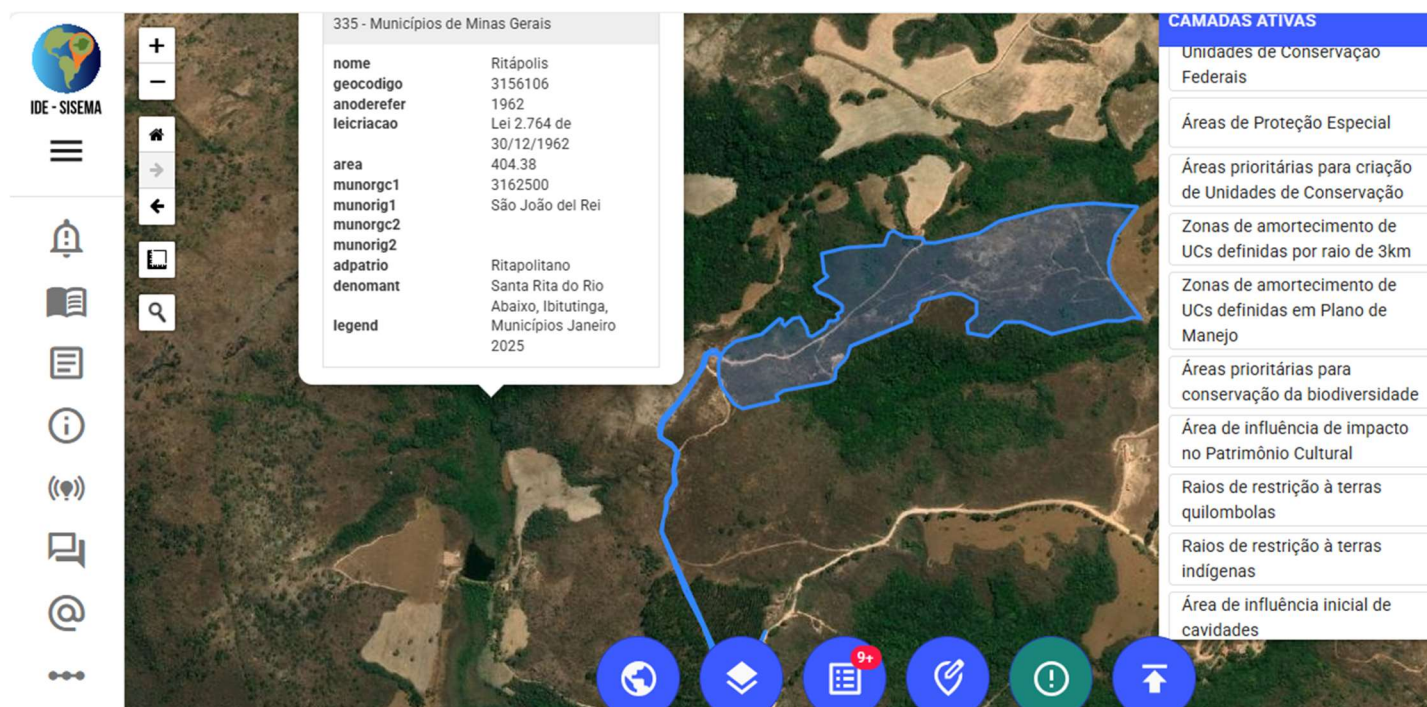 IDE - SISEMA
+
−
335 - Municípios de Minas Gerais
nome Ritápolis
geocodigo 3156106
anoderefer 1962
leicriacao Lei 2.764 de
30/12/1962
area 404.38
munorgc1 3162500
munorig1 São João del Rei
munorgc2
munorig2
adpatrio Ritapolitano
denomant Santa Rita do Rio
Abaixo, Ibitutinga,
legend Municípios Janeiro
2025
CAMADAS ATIVAS
Unidades de Conservação
Federais
Áreas de Proteção Especial
Áreas prioritárias para criação
de Unidades de Conservação
Zonas de amortecimento de
UCs definidas por raio de 3km
Zonas de amortecimento de
UCs definidas em Plano de
Manejo
Áreas prioritárias para
conservação da biodiversidade
Área de influência de impacto
no Patrimônio Cultural
Raios de restrição à terras
quilombolas
Raios de restrição à terras
indígenas
Área de influência inicial de
cavidades
9+